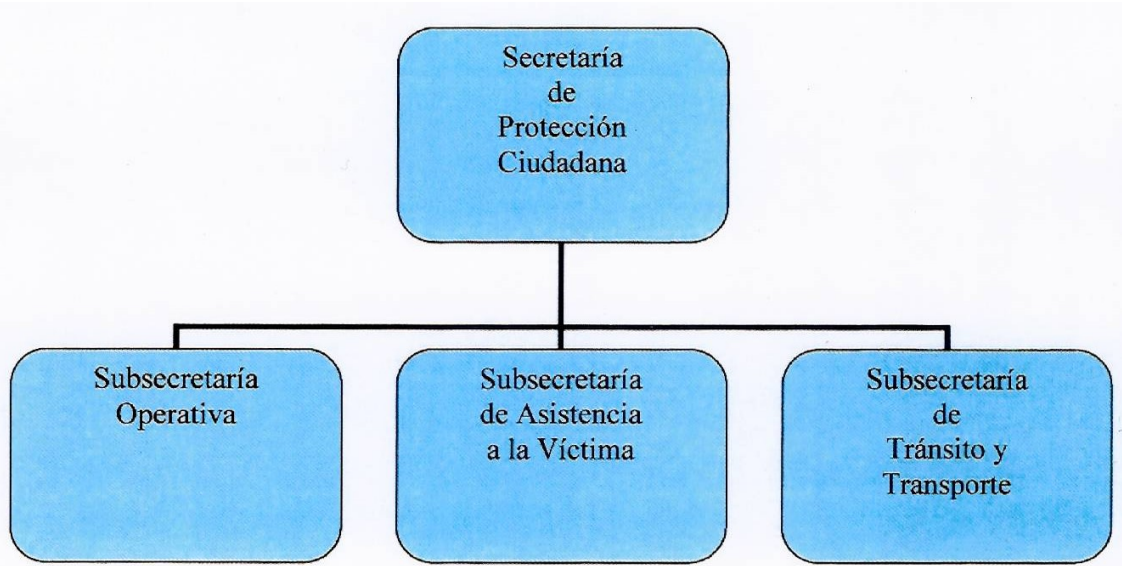 Secretaría
de
Protección
Ciudadana
Subsecretaría
Operativa
Subsecretaría
de Asistencia
a la Víctima
Subsecretaría
de
Tránsito y
Transporte